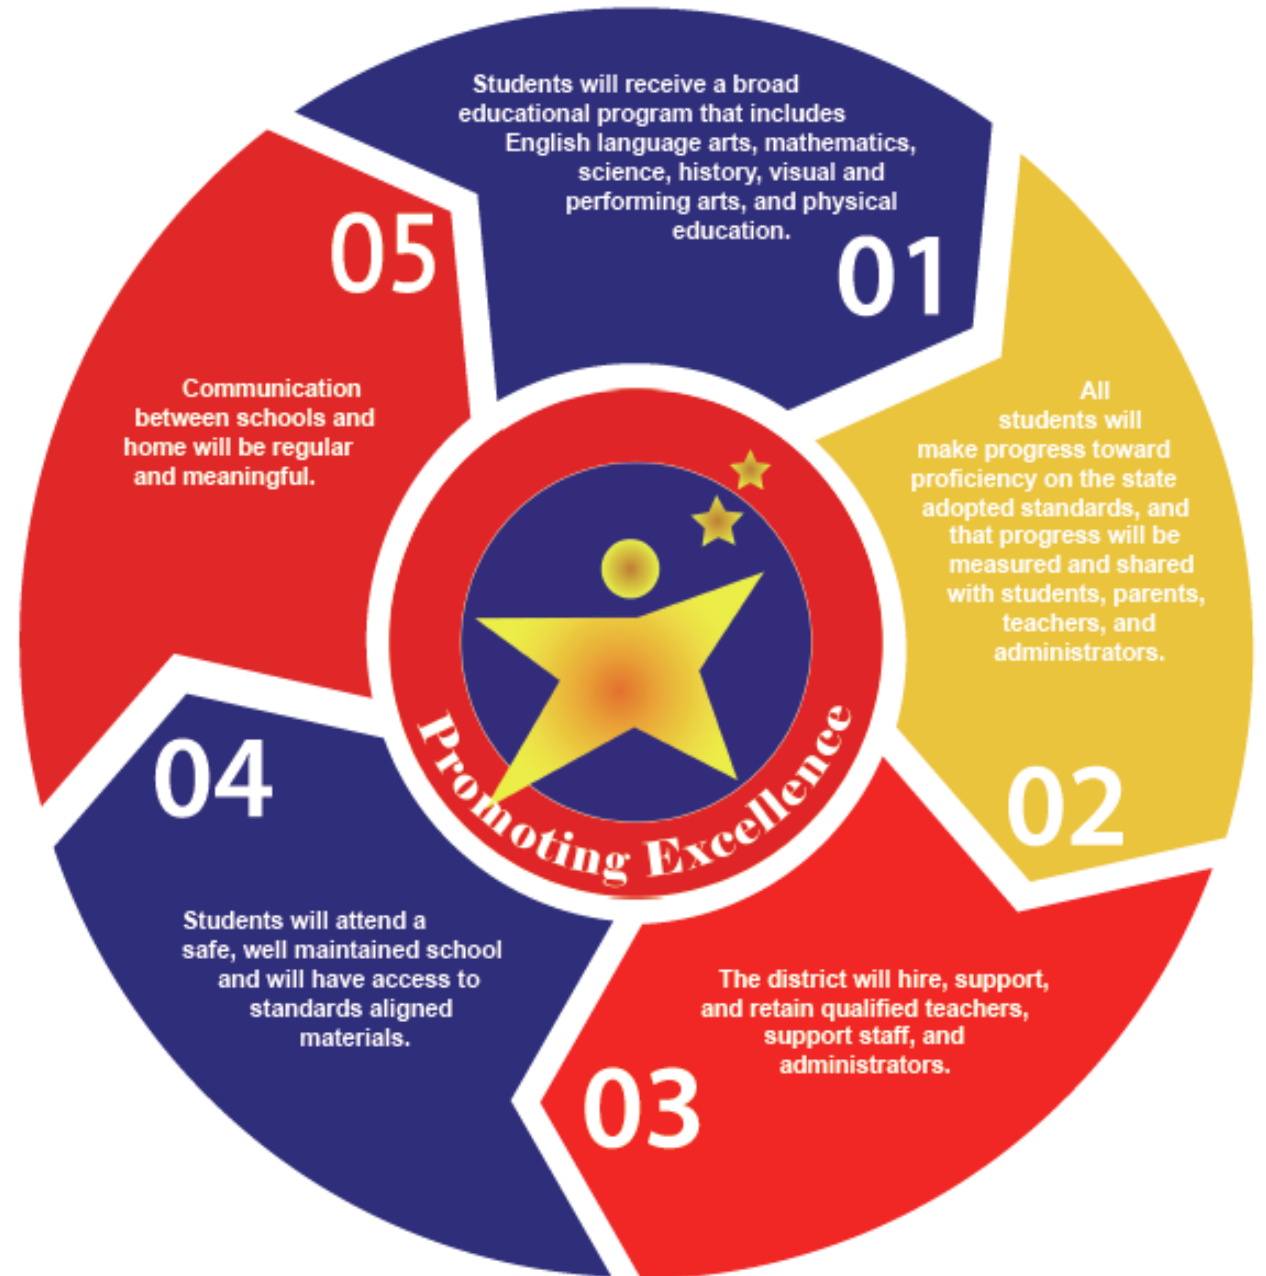 Students will receive a broad
educational program that includes
English language arts, mathematics,
science, history, visual and
performing arts, and physical
education.
01
All
students will
make progress toward
proficiency on the state
adopted standards, and
that progress will be
measured and shared
with students, parents,
teachers, and
administrators.
02
The district will hire, support,
and retain qualified teachers,
support staff, and
administrators.
03
04
Students will attend a
safe, well maintained school
and will have access to
standards aligned
materials.
05
Communication
between schools and
home will be regular
and meaningful.
Promoting Excellence